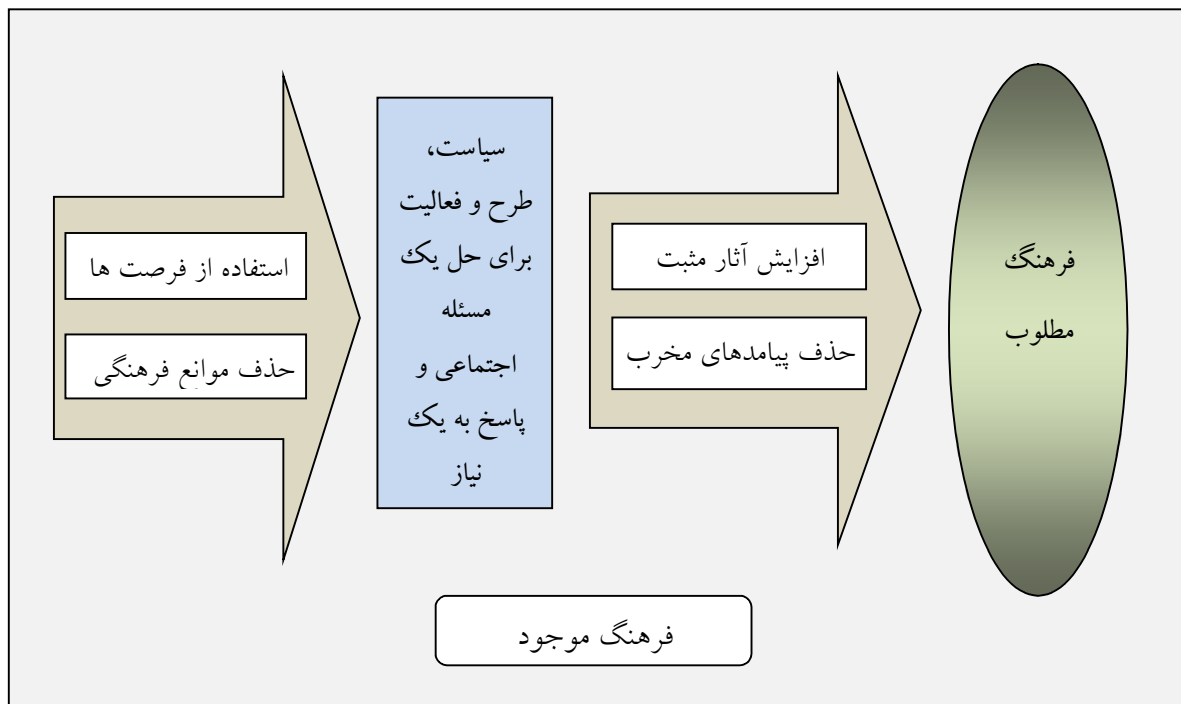 استفاده از فرصت ها
حذف موانع فرهنگی
سیاست،
طرح و فعالیت
برای حل یک
مسئله
اجتماعی و
پاسخ به یک
نیاز
افزایش آثار مثبت
حذف پیامدهای مخرب
فرهنگ
مطلوب
فرهنگ موجود